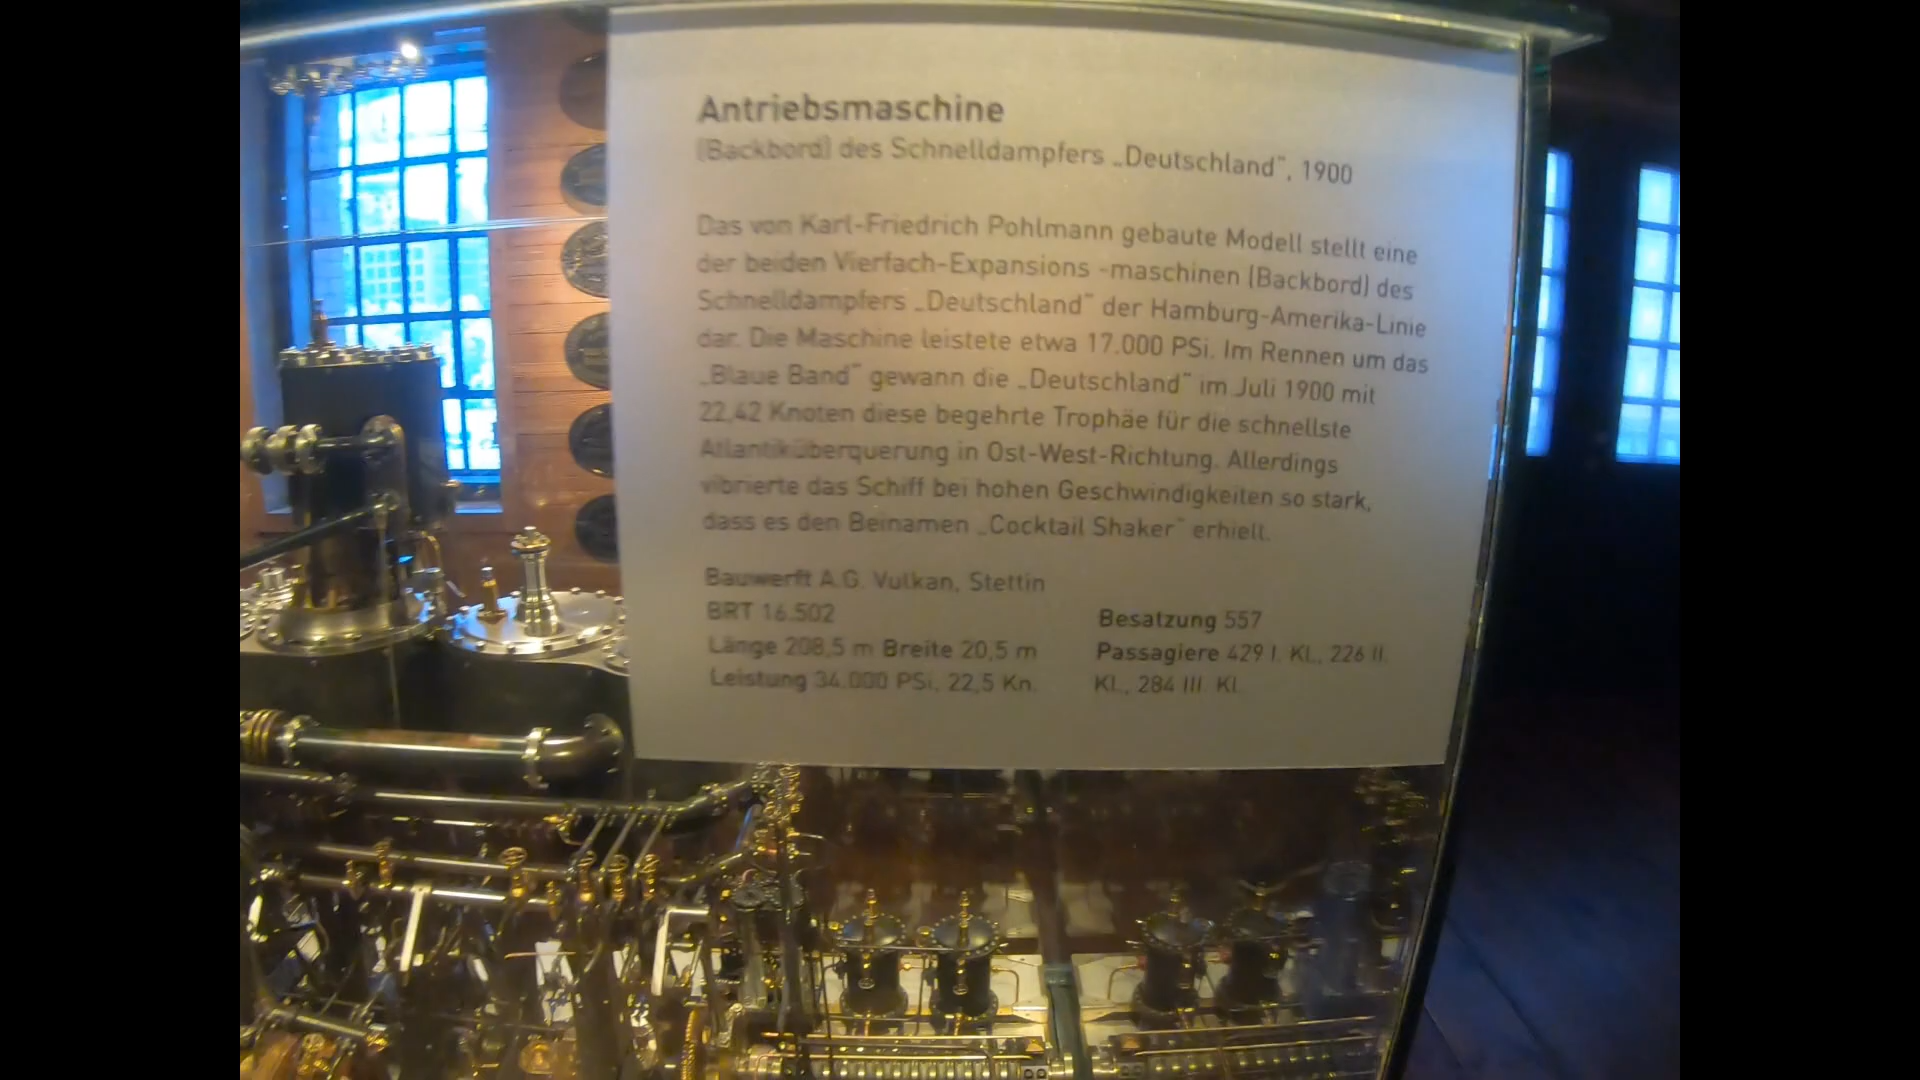 Antriebsmaschine
(Backbord) des Schnelldampfers „Deutschland“, 1900
Das von Karl-Friedrich Pohlmann gebaute Modell stellt eine
der beiden Vierfach-Expansions -maschinen (Backbord) des
Schnelldampfers „Deutschland“ der Hamburg-Amerika-Linie
dar. Die Maschine leistete etwa 17.000 PSi. Im Rennen um das
„Blaue Band“ gewann die „Deutschland“ im Juli 1900 mit
22,42 Knoten diese begehrte Trophäe für die schnellste
Atlantiküberquerung in Ost-West-Richtung. Allerdings
vibrierte das Schiff bei hohen Geschwindigkeiten so stark,
dass es den Beinamen „Cocktail Shaker“ erhiell.
Bauwerft A.G. Vulkan, Stettin
BRT 16.502
Länge 208,5 m Breite 20,5 m
Leistung 34.000 PSi, 22,5 Kn.
Besatzung 557
Passagiere 429 I. Kl., 226 II.
Kl., 284 III. Kl.